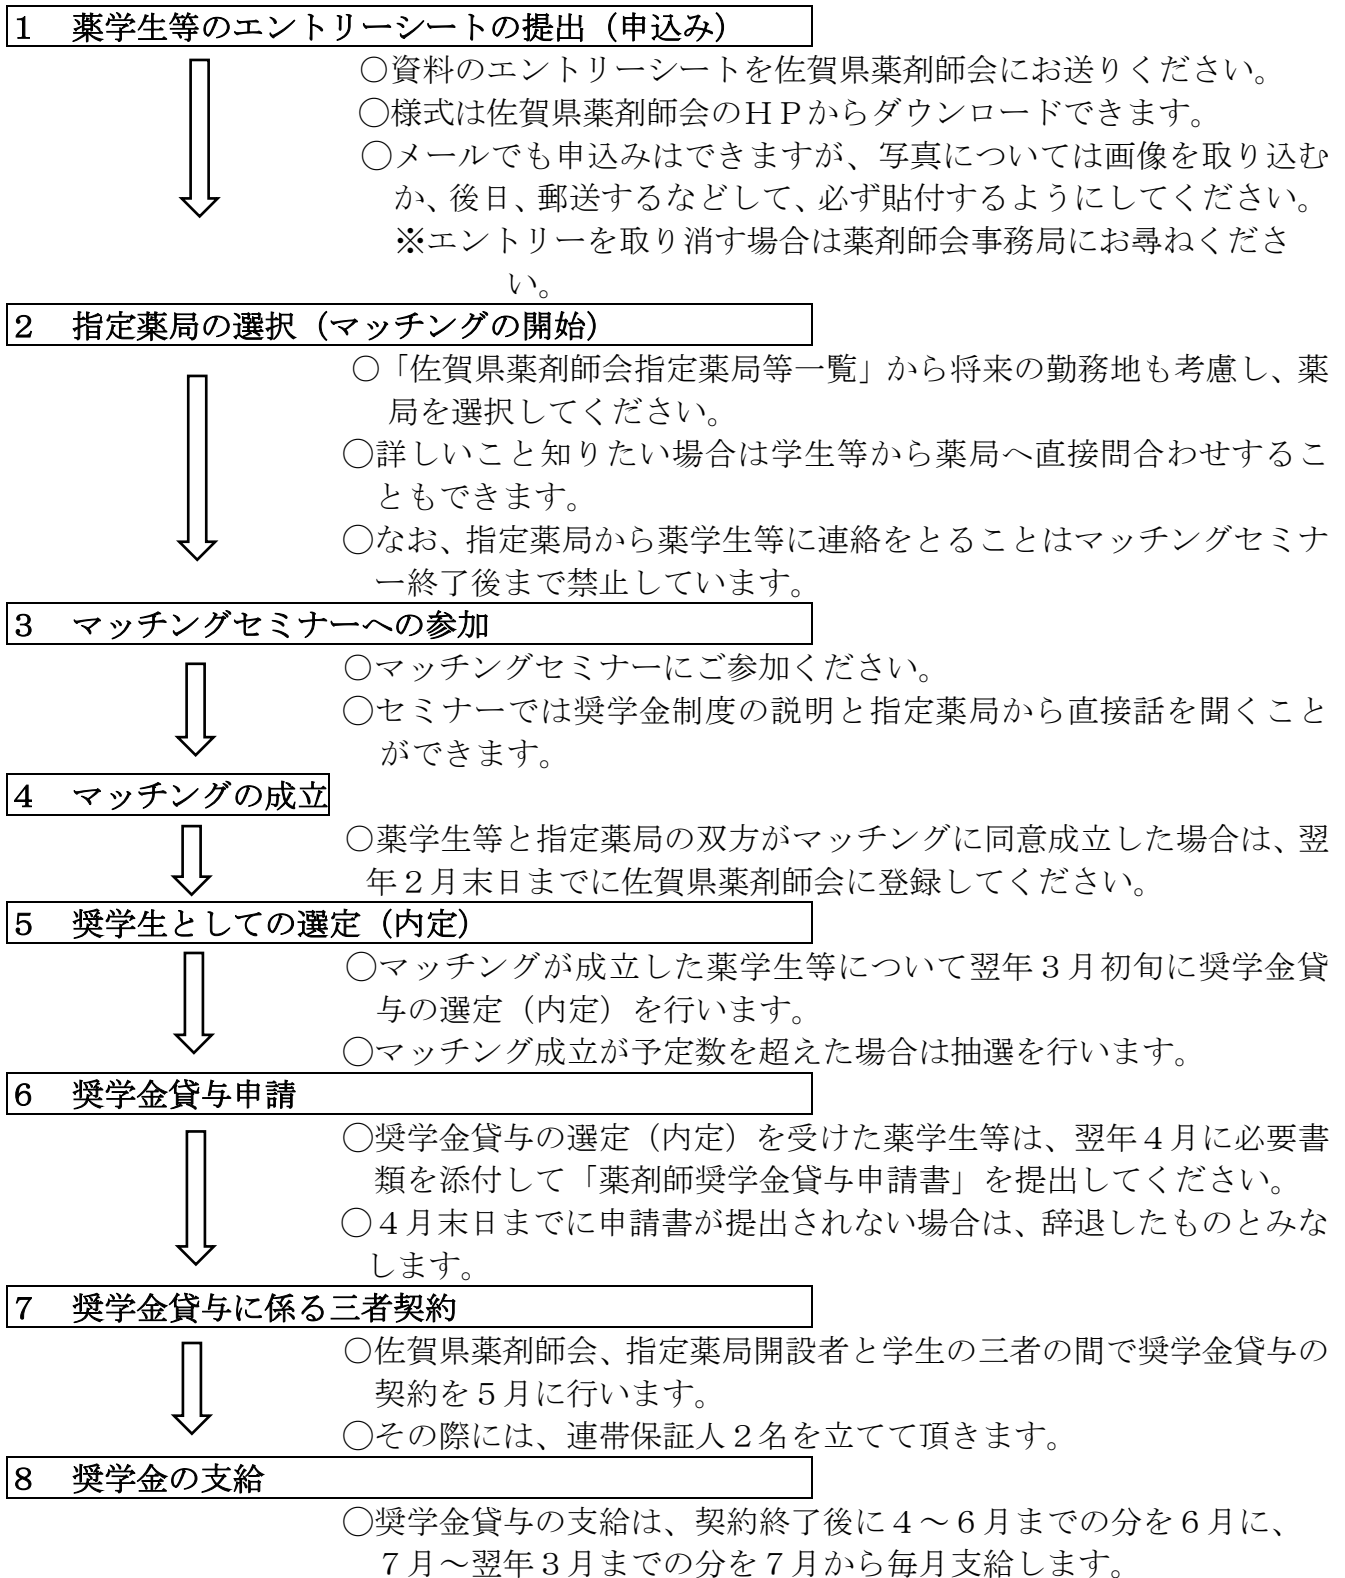 １　薬学生等のエントリーシートの提出（申込み）
○資料のエントリーシートを佐賀県薬剤師会にお送りください。
○様式は佐賀県薬剤師会のＨＰからダウンロードできます。
○メールでも申込みはできますが、写真については画像を取り込む
か、後日、郵送するなどして、必ず貼付するようにしてください。
※エントリーを取り消す場合は薬剤師会事務局にお尋ねくださ
い。
２　指定薬局の選択（マッチングの開始）
○「佐賀県薬剤師会指定薬局等一覧」から将来の勤務地も考慮し、薬
局を選択してください。
○詳しいこと知りたい場合は学生等から薬局へ直接問合わせするこ
ともできます。
○なお、指定薬局から薬学生等に連絡をとることはマッチングセミナ
ー終了後まで禁止しています。
３　マッチングセミナーへの参加
○マッチングセミナーにご参加ください。
○セミナーでは奨学金制度の説明と指定薬局から直接話を聞くこと
ができます。
４　マッチングの成立
○薬学生等と指定薬局の双方がマッチングに同意成立した場合は、翌
年２月末日までに佐賀県薬剤師会に登録してください。
５　奨学生としての選定（内定）
○マッチングが成立した薬学生等について翌年３月初旬に奨学金貸
与の選定（内定）を行います。
○マッチング成立が予定数を超えた場合は抽選を行います。
６　奨学金貸与申請
○奨学金貸与の選定（内定）を受けた薬学生等は、翌年４月に必要書
類を添付して「薬剤師奨学金貸与申請書」を提出してください。
○４月末日までに申請書が提出されない場合は、辞退したものとみな
します。
７　奨学金貸与に係る三者契約
○佐賀県薬剤師会、指定薬局開設者と学生の三者の間で奨学金貸与の
契約を５月に行います。
○その際には、連帯保証人２名を立てて頂きます。
８　奨学金の支給
○奨学金貸与の支給は、契約終了後に４～６月までの分を６月に、
７月～翌年３月までの分を７月から毎月支給します。